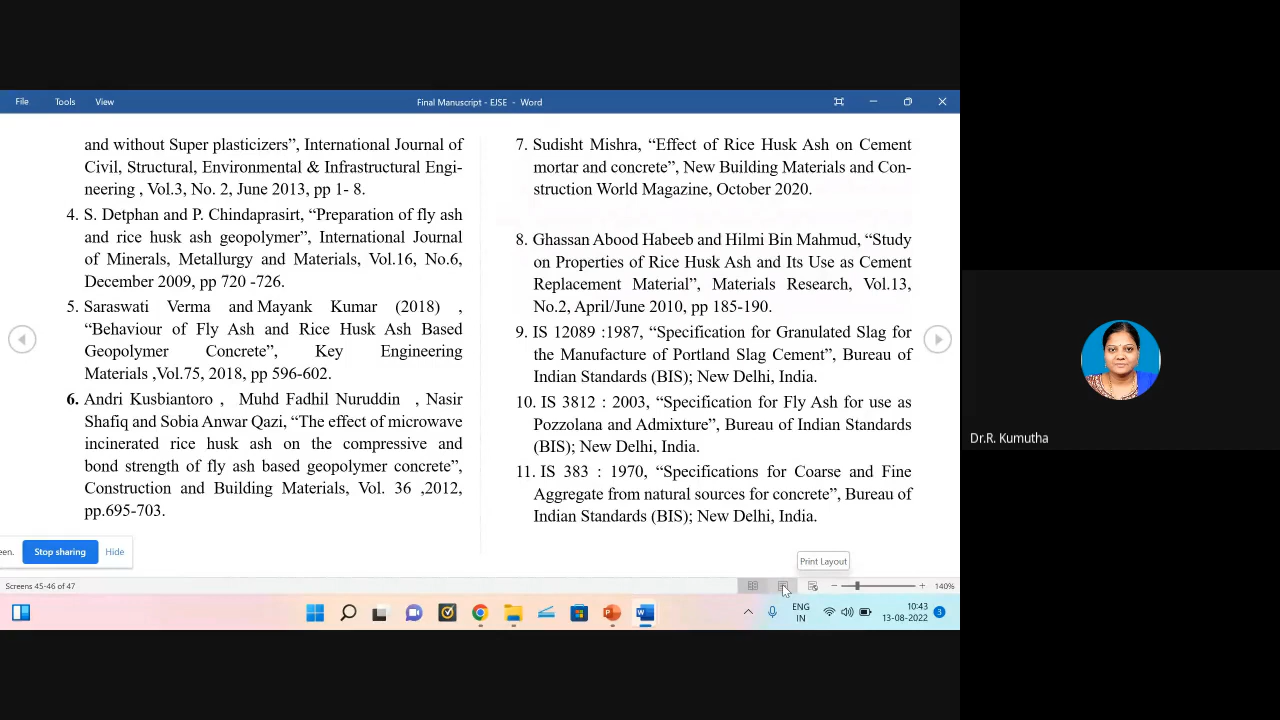 File Tools View Final Manuscript - EJSE - Word
and without Super plasticizers”, International Journal of
Civil, Structural, Environmental & Infrastructural Engi-
neering , Vol.3, No. 2, June 2013, pp 1- 8.
4. S. Detphan and P. Chindaprasirt, “Preparation of fly ash
and rice husk ash geopolymer”, International Journal
of Minerals, Metallurgy and Materials, Vol.16, No.6,
December 2009, pp 720 -726.
5. Saraswati Verma and Mayank Kumar (2018) ,
“Behaviour of Fly Ash and Rice Husk Ash Based
Geopolymer Concrete”, Key Engineering
Materials ,Vol.75, 2018, pp 596-602.
6. Andri Kusbiantoro , Muhd Fadhil Nuruddin , Nasir
Shafiq and Sobia Anwar Qazi, “The effect of microwave
incinerated rice husk ash on the compressive and
bond strength of fly ash based geopolymer concrete”,
Construction and Building Materials, Vol. 36 ,2012,
pp.695-703.
7. Sudisht Mishra, “Effect of Rice Husk Ash on Cement
mortar and concrete”, New Building Materials and Con-
struction World Magazine, October 2020.
8. Ghassan Abood Habeeb and Hilmi Bin Mahmud, “Study
on Properties of Rice Husk Ash and Its Use as Cement
Replacement Material”, Materials Research, Vol.13,
No.2, April/June 2010, pp 185-190.
9. IS 12089 :1987, “Specification for Granulated Slag for
the Manufacture of Portland Slag Cement”, Bureau of
Indian Standards (BIS); New Delhi, India.
10. IS 3812 : 2003, “Specification for Fly Ash for use as
Pozzolana and Admixture”, Bureau of Indian Standards
(BIS); New Delhi, India.
11. IS 383 : 1970, “Specifications for Coarse and Fine
Aggregate from natural sources for concrete”, Bureau of
Indian Standards (BIS); New Delhi, India.
Dr.R. Kumutha
een. Stop sharing Hide
Print Layout
Screens 45-46 of 47
140%
ENG
IN
10:43
13-08-2022
3